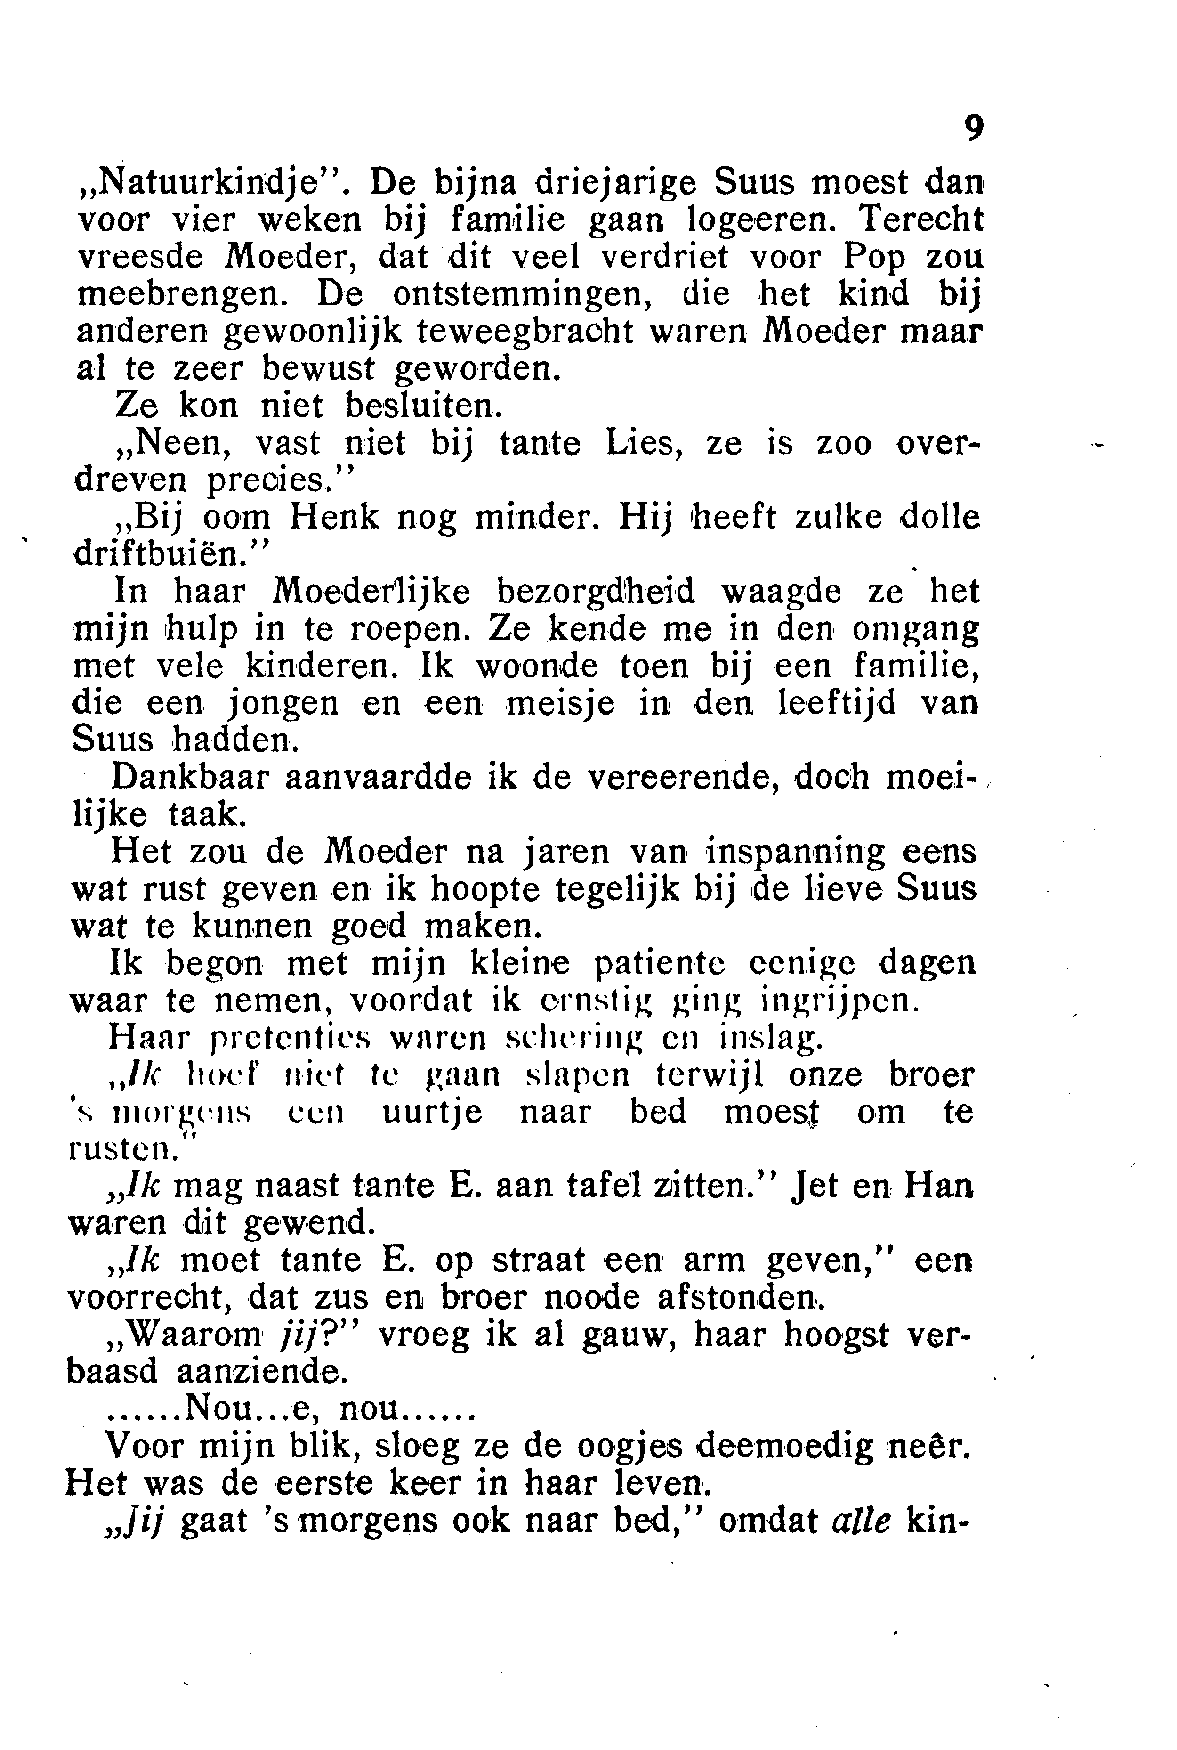 9
„Natuurkindje”. De bijna driejarige Suus moest dan
voor vier weken bij familie gaan logeeren. Terecht
vreesde Moeder, dat dit veel verdriet voor Pop zou
meebrengen. De ontstemmingen, die het kind bij
anderen gewoonlijk teweegbracht waren Moeder maar
al te zeer bewust geworden.
Ze kon niet besluiten.
„Neen, vast niet bij tante Lies, ze is zoo over-
dreven precies.”
„Bij oom Henk nog minder. Hij heeft zulke dolle
driftbuiën.”
In haar Moederlijke bezorgdheid waagde ze het
mijn hulp in te roepen. Ze kende me in den omgang
met vele kinderen. Ik woonde toen bij een familie,
die een jongen en een meisje in den leeftijd van
Suus hadden.
Dankbaar aanvaardde ik de vereerende, doch moei-
lijke taak.
Het zou de Moeder na jaren van inspanning eens
wat rust geven en ik hoopte tegelijk bij de lieve Suus
wat te kunnen goed maken.
Ik begon met mijn kleine patiente eenige dagen
waar te nemen, voordat ik ernstig ging ingrijpen.
Haar pretenties waren schering en inslag.
„Ik hoef niet te gaan slapen terwijl onze broer
's morgens een uurtje naar bed moest om te
rusten.”
„Ik mag naast tante E. aan tafel zitten.” Jet en Han
waren dit gewend.
„Ik moet tante E. op straat een arm geven,” een
voorrecht, dat zus en broer noode afstonden.
„Waarom jij?” vroeg ik al gauw, haar hoogst ver-
baasd aanziende.
......Nou...e, nou......
Voor mijn blik, sloeg ze de oogjes deemoedig neêr.
Het was de eerste keer in haar leven.
„Jij gaat 's morgens ook naar bed,” omdat alle kin-